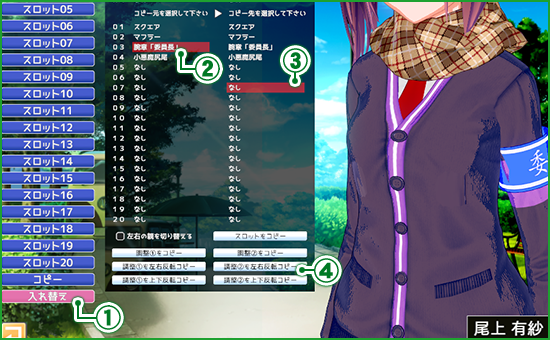 スロット05
スロット06
スロット07
スロット08
スロット09
スロット10
スロット11
スロット12
スロット13
スロット14
スロット15
スロット16
スロット17
スロット18
スロット19
スロット20
コピー
入れ替え
①
コピー元を選択して下さい ▶ コピー先を選択して下さい
01 スクエア スクエア
02 マフラー マフラー
03 腕章「委員長」 腕章「委員長」
04 小悪魔尻尾 小悪魔尻尾
05 なし なし
06 なし なし
07 なし なし
08 なし なし
09 なし なし
10 なし なし
11 なし なし
12 なし なし
13 なし なし
14 なし なし
15 なし なし
16 なし なし
17 なし なし
18 なし なし
19 なし なし
20 なし なし
②
③
左右の親を切り替える スロットをコピー
調整①をコピー 調整②をコピー
調整①を左右反転コピー 調整②を左右反転コピー
④
調整①を上下反転コピー 調整②を上下反転コピー
委
尾上 有紗